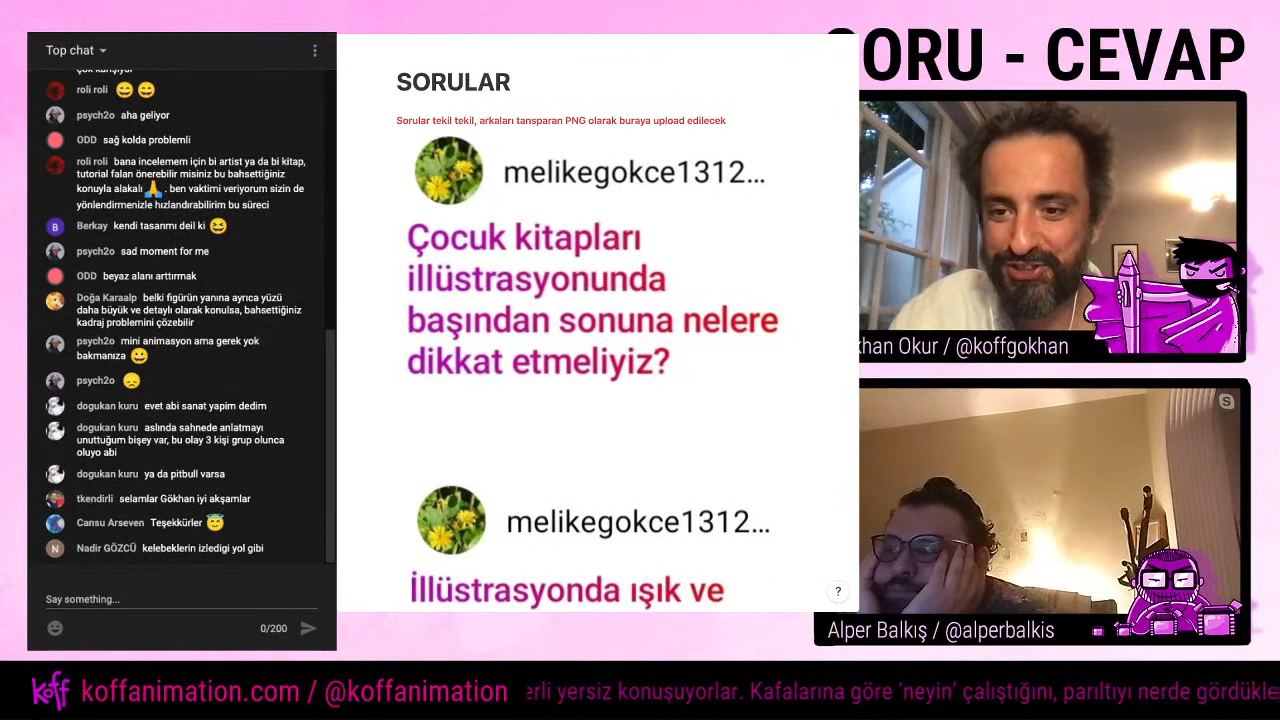 Top chat
çok karışıyor
roli roli
psych2o aha geliyor
ODD sağ kolda problemli
roli roli bana incelemem için bi artist ya da bi kitap,
tutorial falan önerebilir misiniz bu bahsettiğiniz
konuyla alakalı . ben vaktimi veriyorum sizin de
yönlendirmenizle hızlandırabilirim bu süreci
B Berkay kendi tasarımı deil ki
psych2o sad moment for me
ODD beyaz alanı arttırmak
Doğa Karaalp belki figürün yanına ayrıca yüzü
daha büyük ve detaylı olarak konulsa, bahsettiğiniz
kadraj problemini çözebilir
psych2o mini animasyon ama gerek yok
bakmanıza
psych2o
dogukan kuru evet abi sanat yapim dedim
dogukan kuru aslında sahnede anlatmayı
unuttuğum bişey var, bu olay 3 kişi grup olunca
oluyo abi
dogukan kuru ya da pitbull varsa
tkendirli selamlar Gökhan iyi akşamlar
Cansu Arseven Teşekkürler
N Nadir GÖZCÜ kelebeklerin izledigi yol gibi
Say something...
0/200
SORULAR
Sorular tekil tekil, arkaları tansparan PNG olarak buraya upload edilecek
melikegokce1312...
Çocuk kitapları
illüstrasyonunda
başından sonuna nelere
dikkat etmeliyiz?
melikegokce1312...
İllüstrasyonda ışık ve
?
ORU - CEVAP
khan Okur / @koffgokhan
S
Alper Balkış / @alperbalkis
koff koffanimation.com / @koffanimation
erli yersiz konuşuyorlar. Kafalarına göre 'neyin' çalıştığını, parıltıyı nerde gördükle